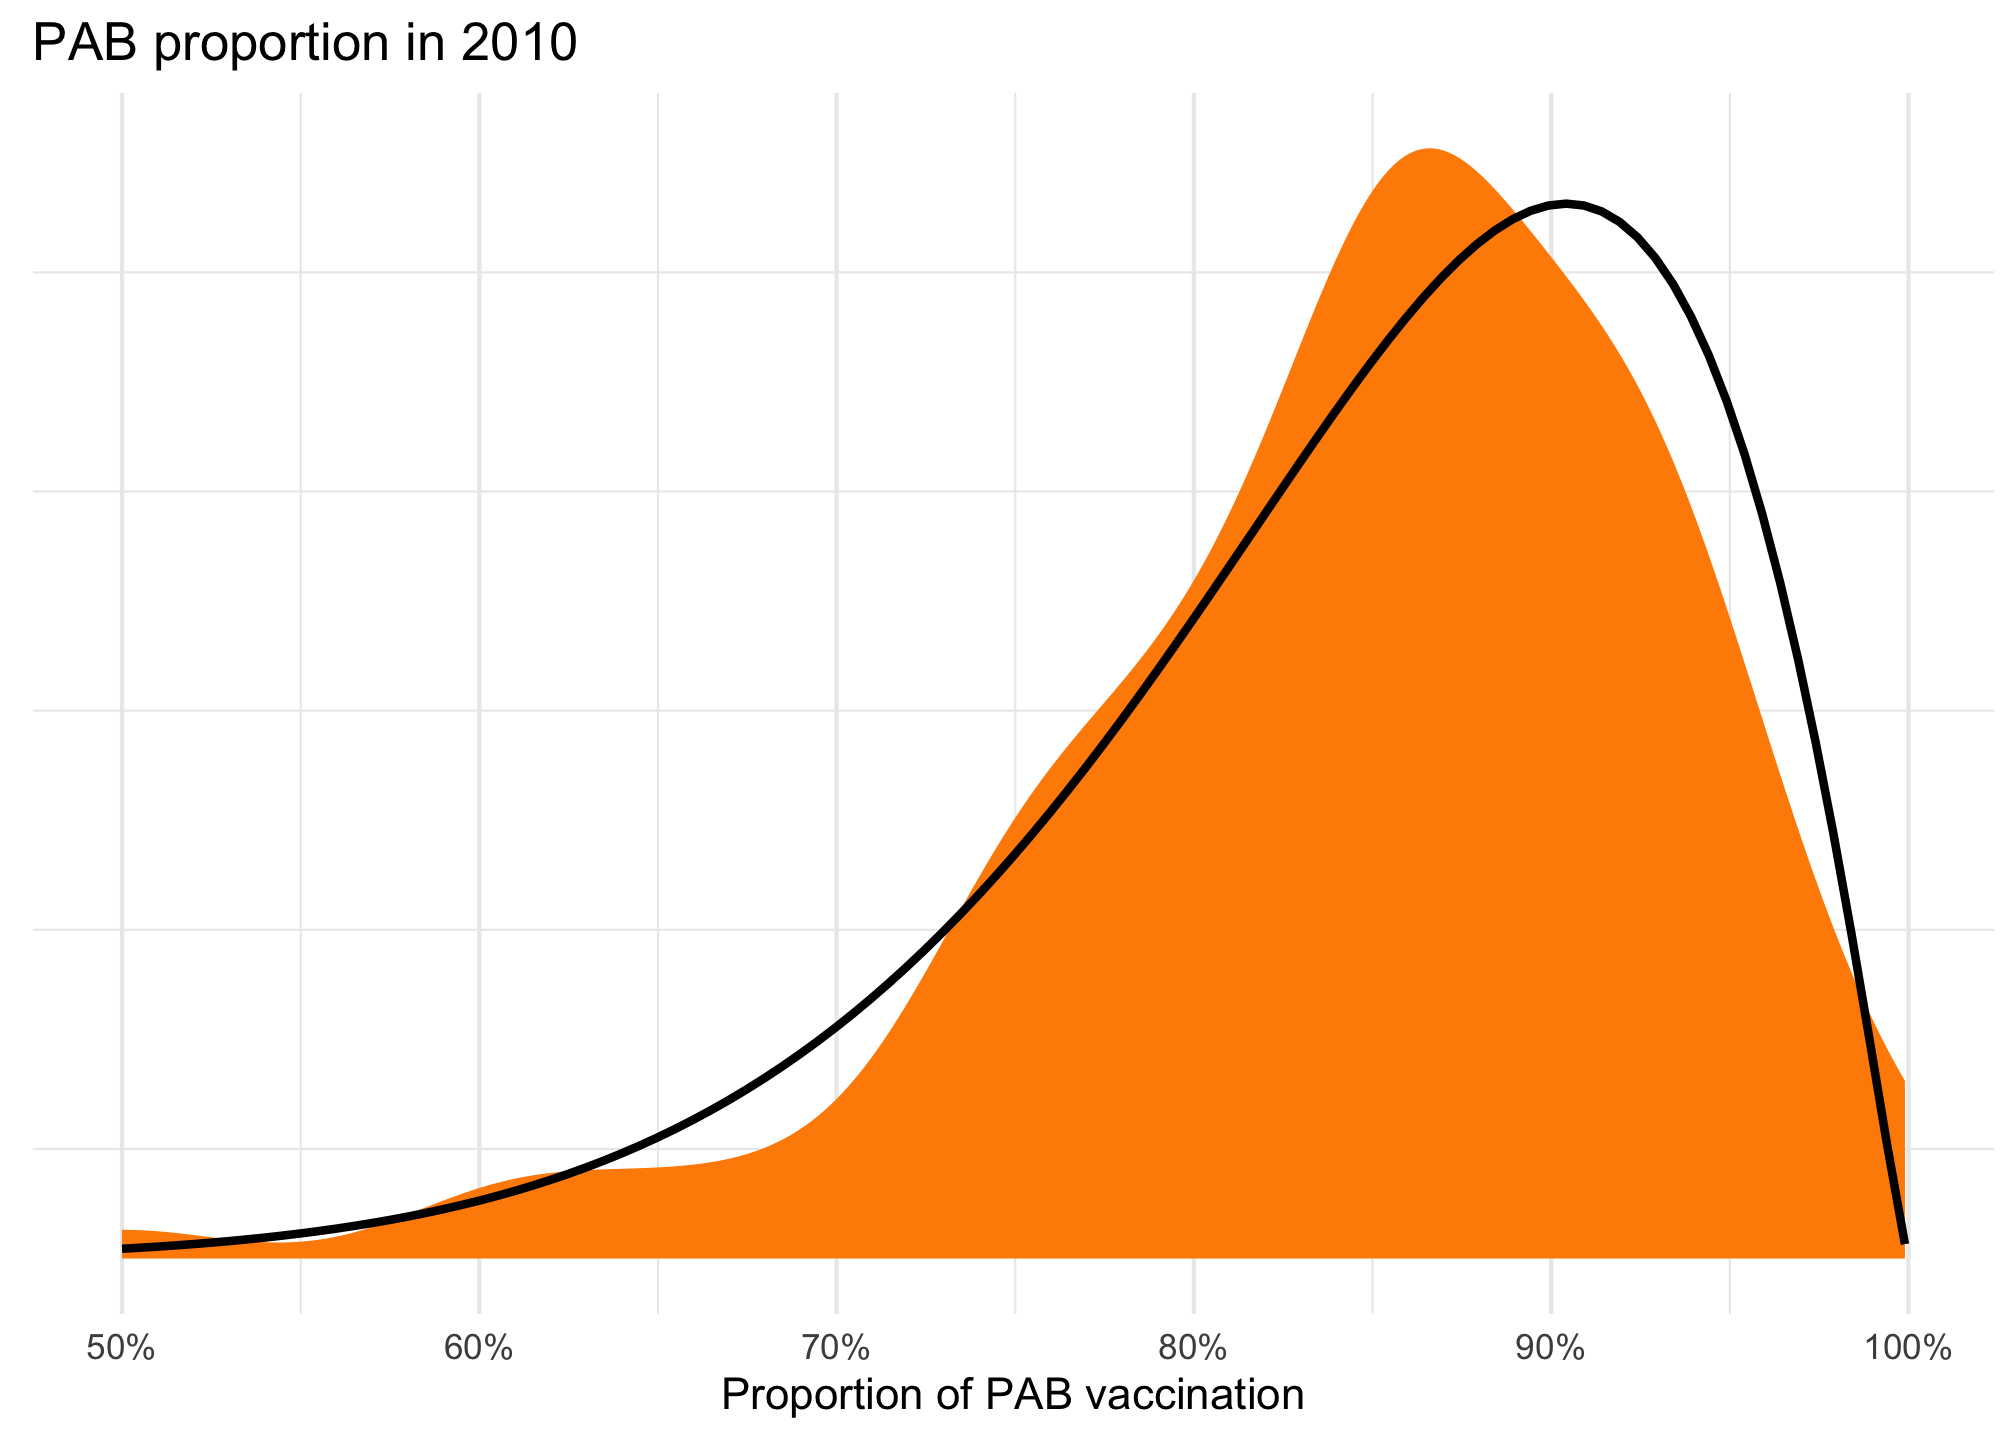 PAB proportion in 2010
50% 60% 70% 80% 90% 100%
Proportion of PAB vaccination